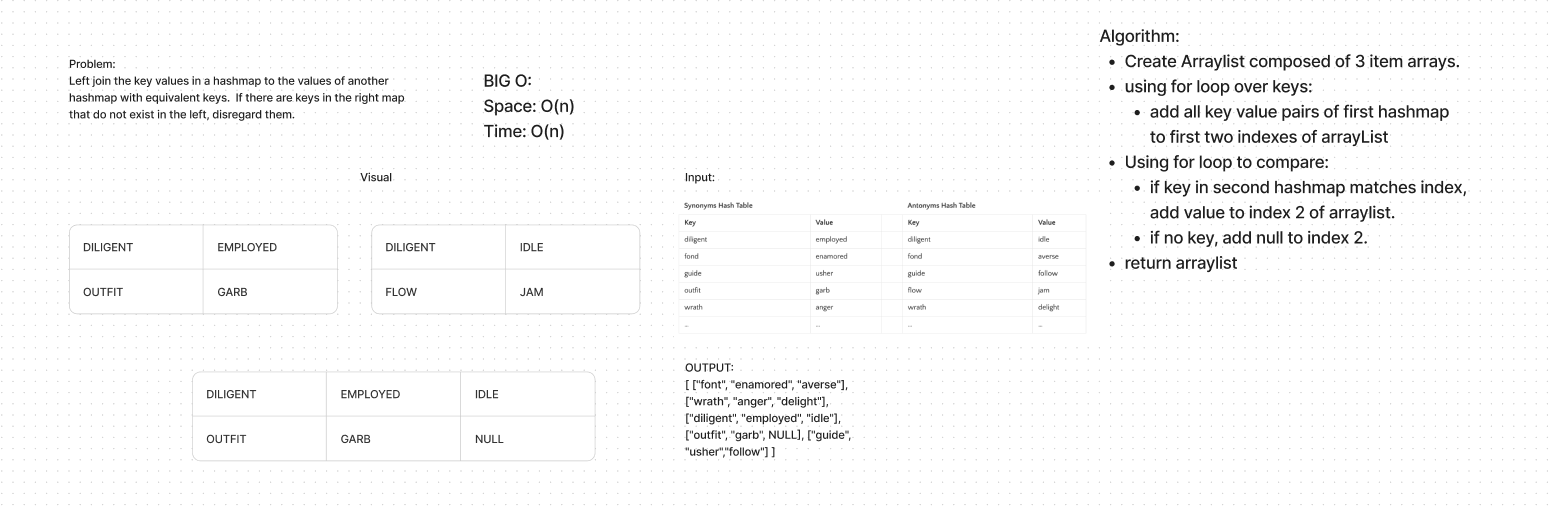 Problem:
Left join the key values in a hashmap to the values of another
hashmap with equivalent keys.  If there are keys in the right map
that do not exist in the left, disregard them.
BIG O:
Space: O(n)
Time: O(n)
Visual
DILIGENT EMPLOYED
OUTFIT GARB
DILIGENT IDLE
FLOW JAM
DILIGENT EMPLOYED IDLE
OUTFIT GARB NULL
Input:
Synonyms Hash Table Antonyms Hash Table
Key Value Key Value
diligent employed diligent idle
fond enamored fond averse
guide usher guide follow
outfit garb flow jam
wrath anger wrath delight
... ... ... ...
OUTPUT:
[ ["font", "enamored", "averse"],
["wrath", "anger", "delight"],
["diligent", "employed", "idle"],
["outfit", "garb", NULL], ["guide",
"usher","follow"] ]
Algorithm:
• Create Arraylist composed of 3 item arrays.
• using for loop over keys:
• add all key value pairs of first hashmap
to first two indexes of arrayList
• Using for loop to compare:
• if key in second hashmap matches index,
add value to index 2 of arraylist.
• if no key, add null to index 2.
• return arraylist